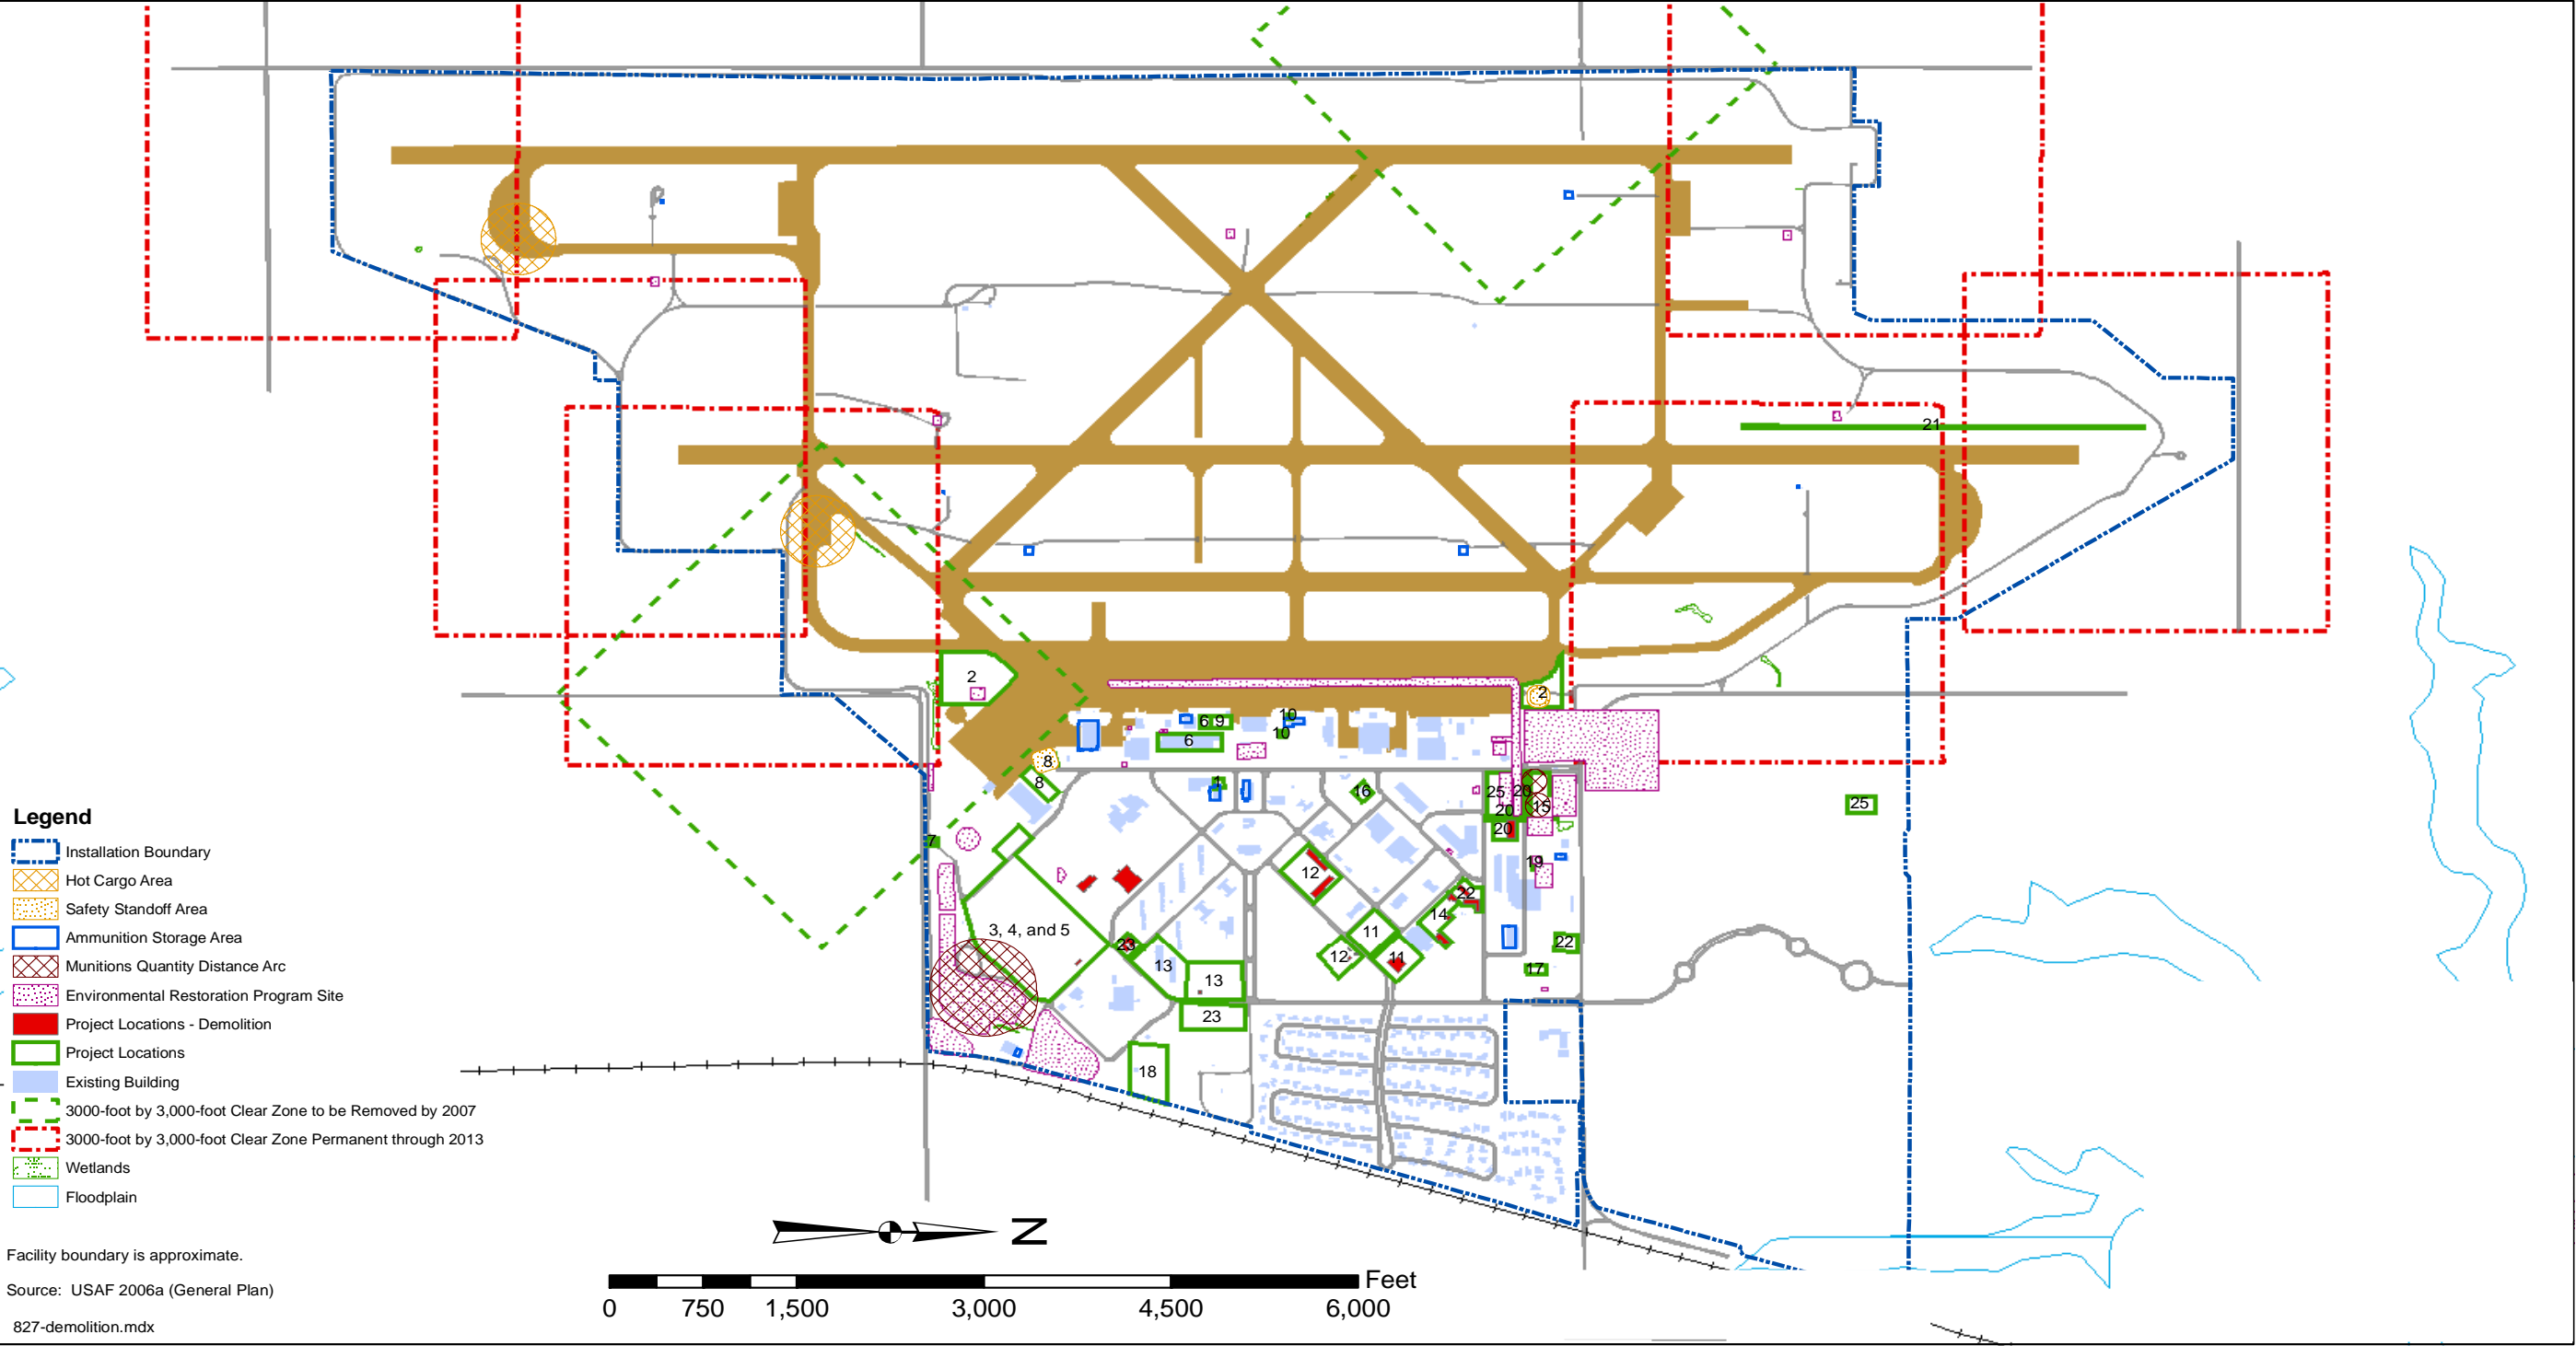 21
2
2
6 9
10
10
6
8
8
1
16
25
20
15
20
20
25
7
19
12
22
14
3, 4, and 5
11
23
12
11
22
13
13
17
23
18
Legend
Installation Boundary
Hot Cargo Area
Safety Standoff Area
Ammunition Storage Area
Munitions Quantity Distance Arc
Environmental Restoration Program Site
Project Locations - Demolition
Project Locations
Existing Building
3000-foot by 3,000-foot Clear Zone to be Removed by 2007
3000-foot by 3,000-foot Clear Zone Permanent through 2013
Wetlands
Floodplain
N
Facility boundary is approximate.
Source: USAF 2006a (General Plan)
827-demolition.mdx
Feet
0 750 1,500 3,000 4,500 6,000